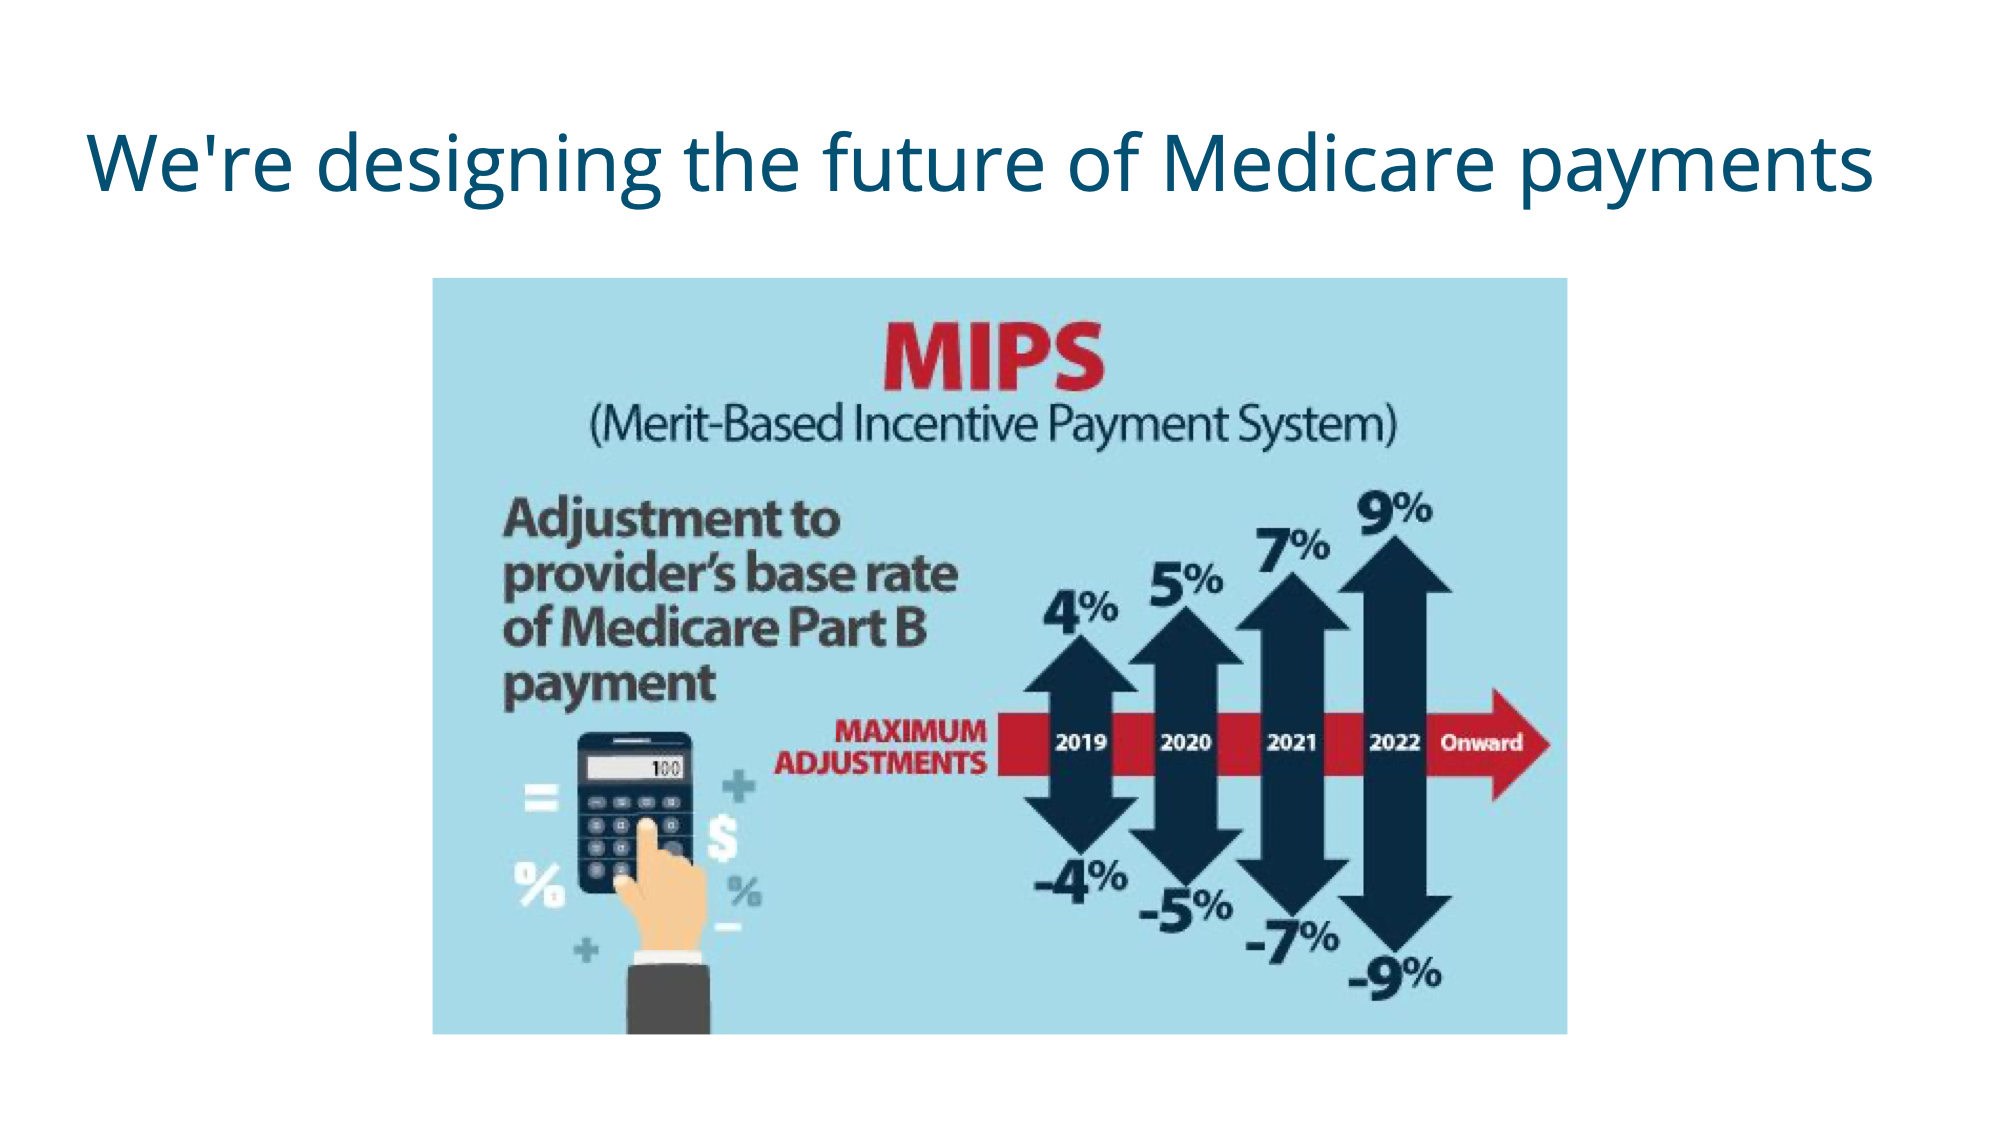 We're designing the future of Medicare payments
MIPS
(Merit-Based Incentive Payment System)
Adjustment to
provider’s base rate
of Medicare Part B
payment
MAXIMUM
ADJUSTMENTS
4% 5% 7% 9%
2019 2020 2021 2022 Onward
-4% -5% -7% -9%
100
= + $ % % − +